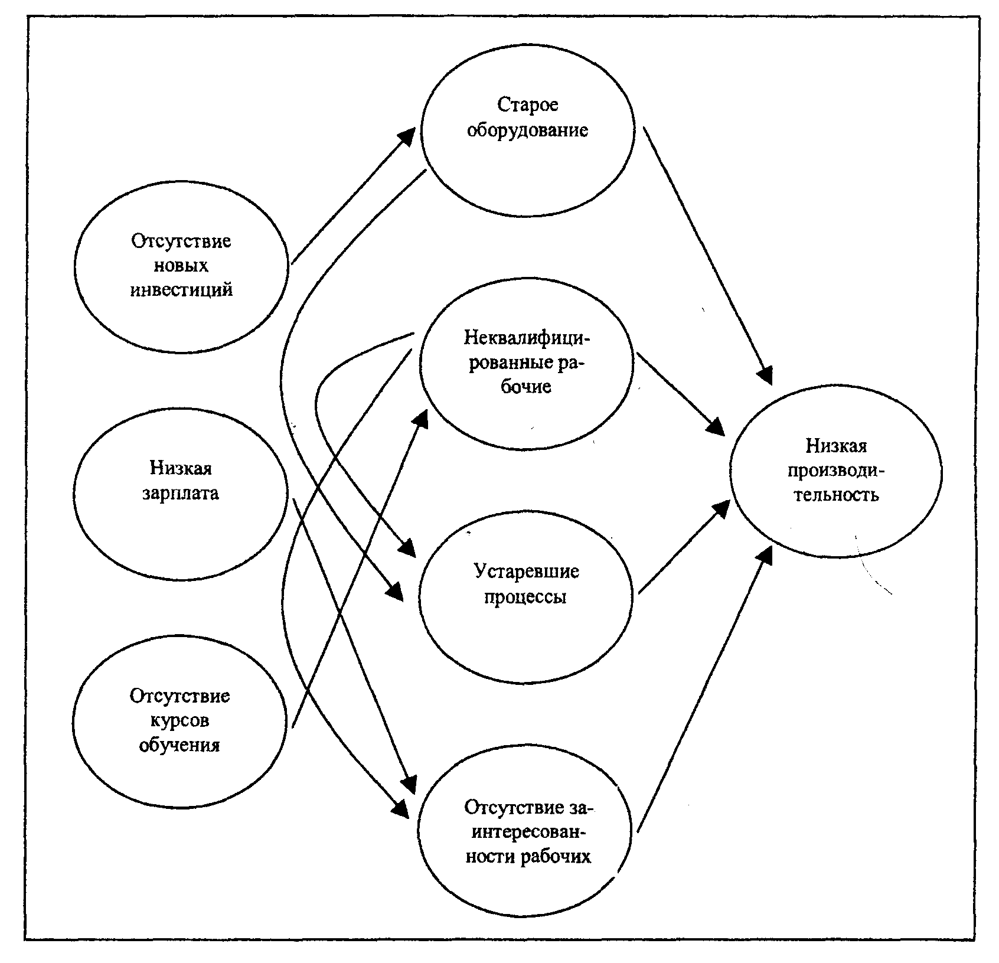 Старое
оборудование
Отсутствие
новых
инвестиций
Неквалифици-
рованные ра-
бочие
Низкая
зарплата
Низкая
производи-
тельность
Устаревшие
процессы
Отсутствие
курсов
обучения
Отсутствие за-
интересован-
ности рабочих